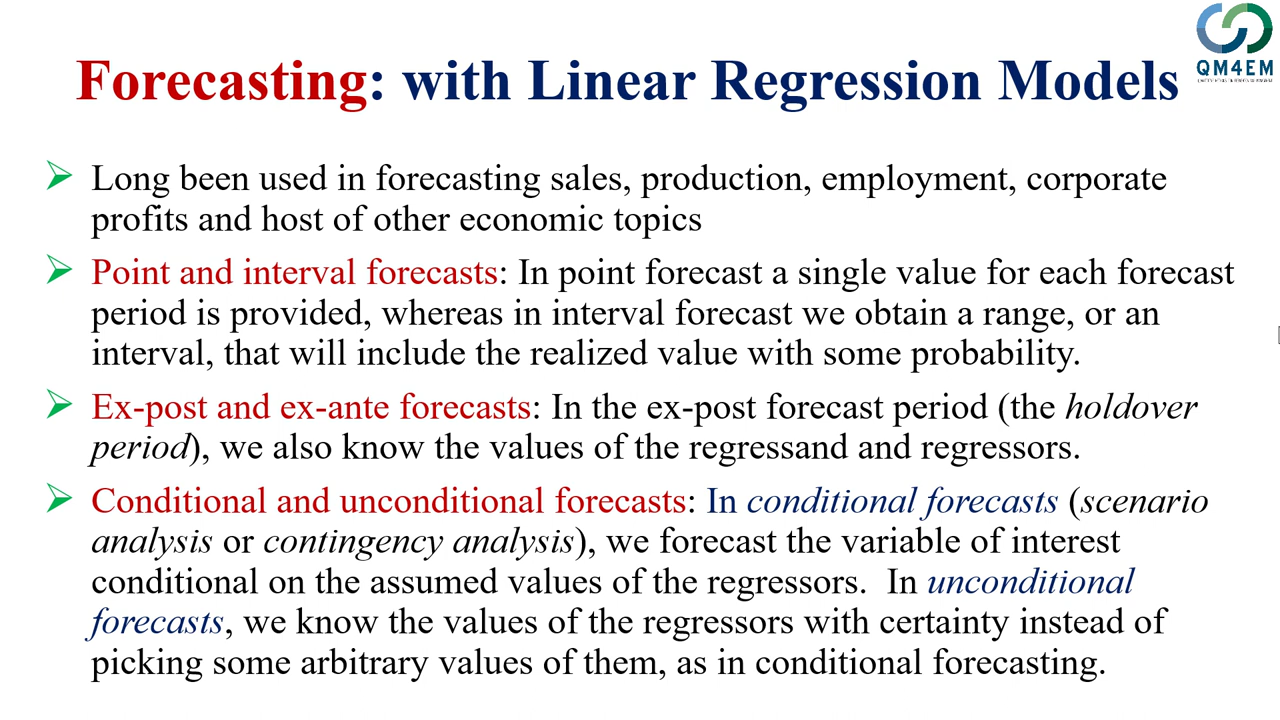 QM4EM
Forecasting: with Linear Regression Models
Long been used in forecasting sales, production, employment, corporate
profits and host of other economic topics
Point and interval forecasts: In point forecast a single value for each forecast
period is provided, whereas in interval forecast we obtain a range, or an
interval, that will include the realized value with some probability.
Ex-post and ex-ante forecasts: In the ex-post forecast period (the holdover
period), we also know the values of the regressand and regressors.
Conditional and unconditional forecasts: In conditional forecasts (scenario
analysis or contingency analysis), we forecast the variable of interest
conditional on the assumed values of the regressors.  In unconditional
forecasts, we know the values of the regressors with certainty instead of
picking some arbitrary values of them, as in conditional forecasting.